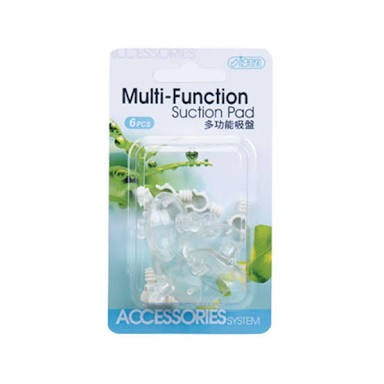 ACCESSORIES
Multi-Function
Suction Pad
6PCS
多功能吸盤
ACCESSORIES SYSTEM